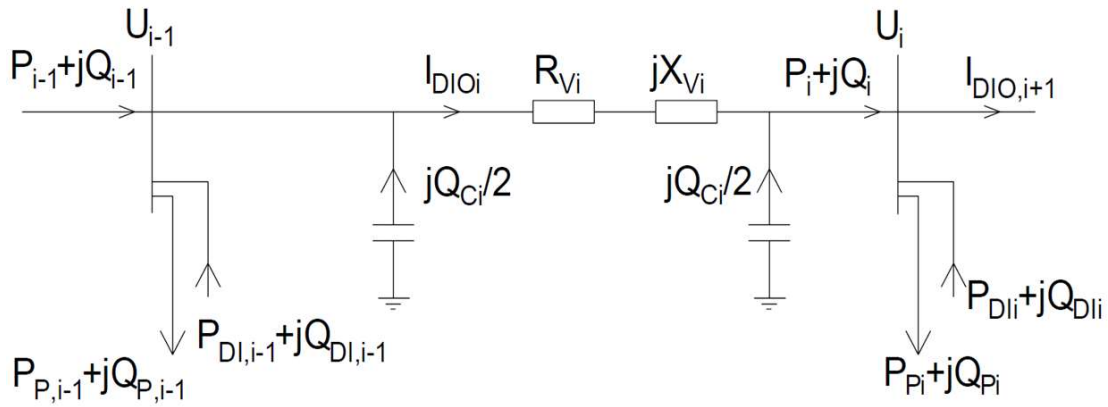 U_{i-1}
U_i
P_{i-1}+jQ_{i-1}
I_{DIOi}
R_{Vi}
jX_{Vi}
P_i+jQ_i
I_{DIO,i+1}
jQ_{Ci}/2
jQ_{Ci}/2
P_{DIi}+jQ_{DIi}
P_{DI,i-1}+jQ_{DI,i-1}
P_{P,i-1}+jQ_{P,i-1}
P_{Pi}+jQ_{Pi}